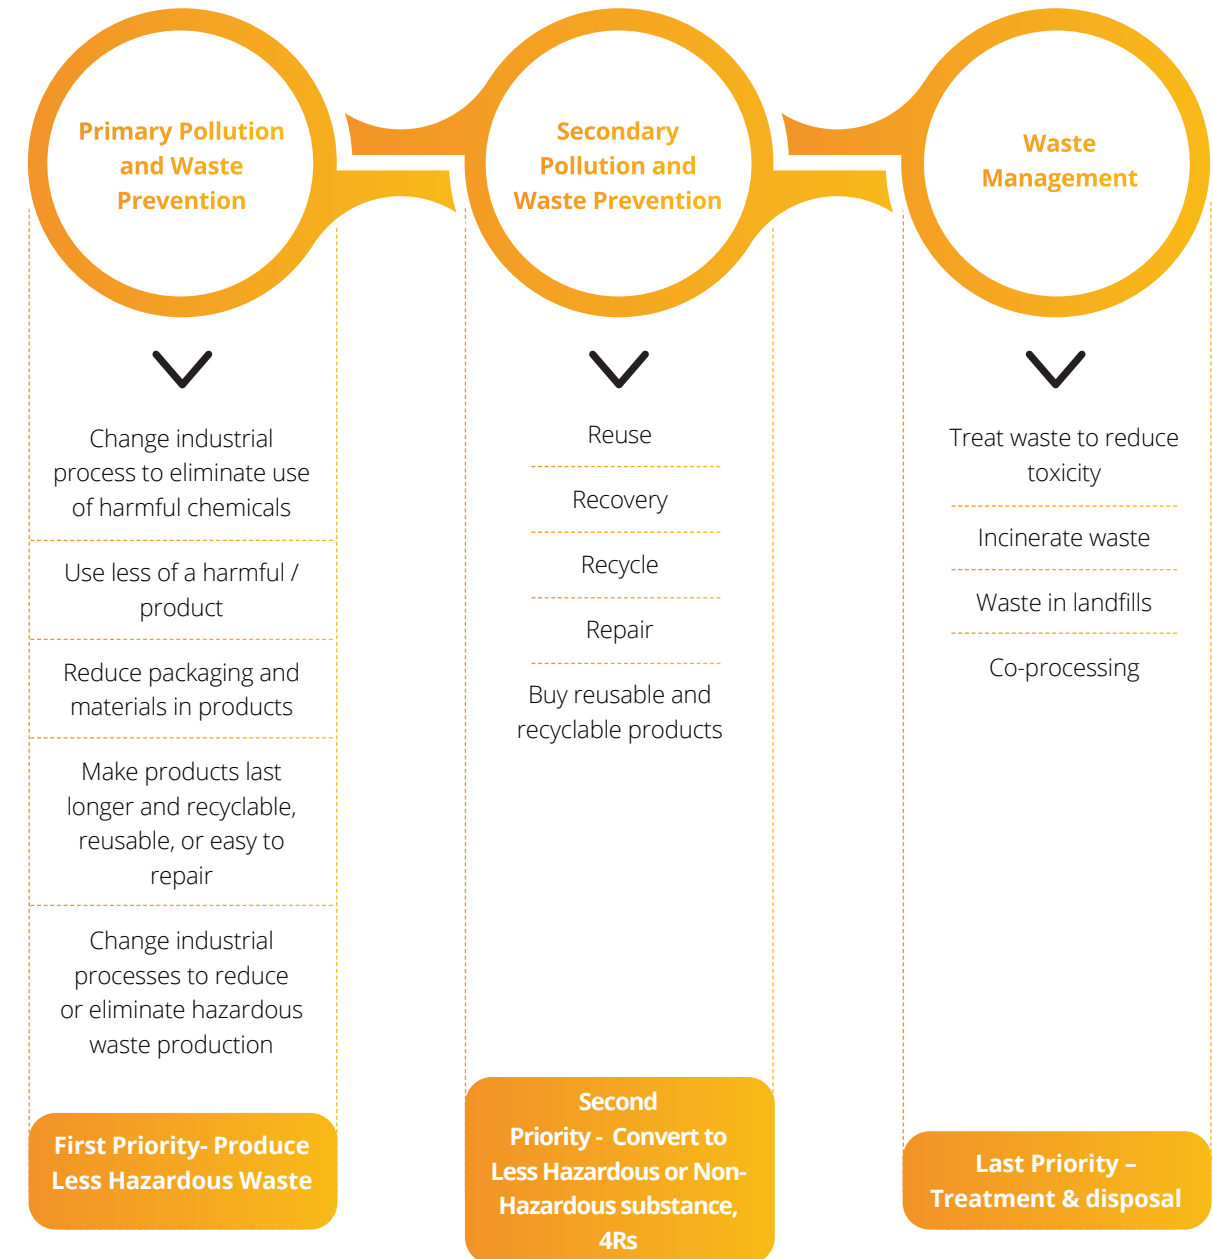 Primary Pollution
and Waste
Prevention
Change industrial
process to eliminate use
of harmful chemicals
Use less of a harmful /
product
Reduce packaging and
materials in products
Make products last
longer and recyclable,
reusable, or easy to
repair
Change industrial
processes to reduce
or eliminate hazardous
waste production
First Priority- Produce
Less Hazardous Waste
Secondary
Pollution and
Waste Prevention
Reuse
Recovery
Recycle
Repair
Buy reusable and
recyclable products
Second
Priority - Convert to
Less Hazardous or Non-
Hazardous substance,
4Rs
Waste
Management
Treat waste to reduce
toxicity
Incinerate waste
Waste in landfills
Co-processing
Last Priority –
Treatment & disposal